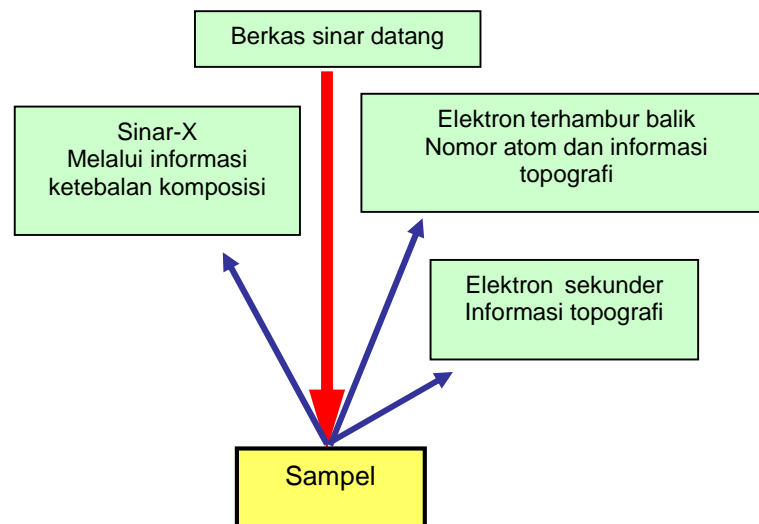 Berkas sinar datang
Sinar-X
Melalui informasi
ketebalan komposisi
Elektron terhambur balik
Nomor atom dan informasi
topografi
Elektron sekunder
Informasi topografi
Sampel